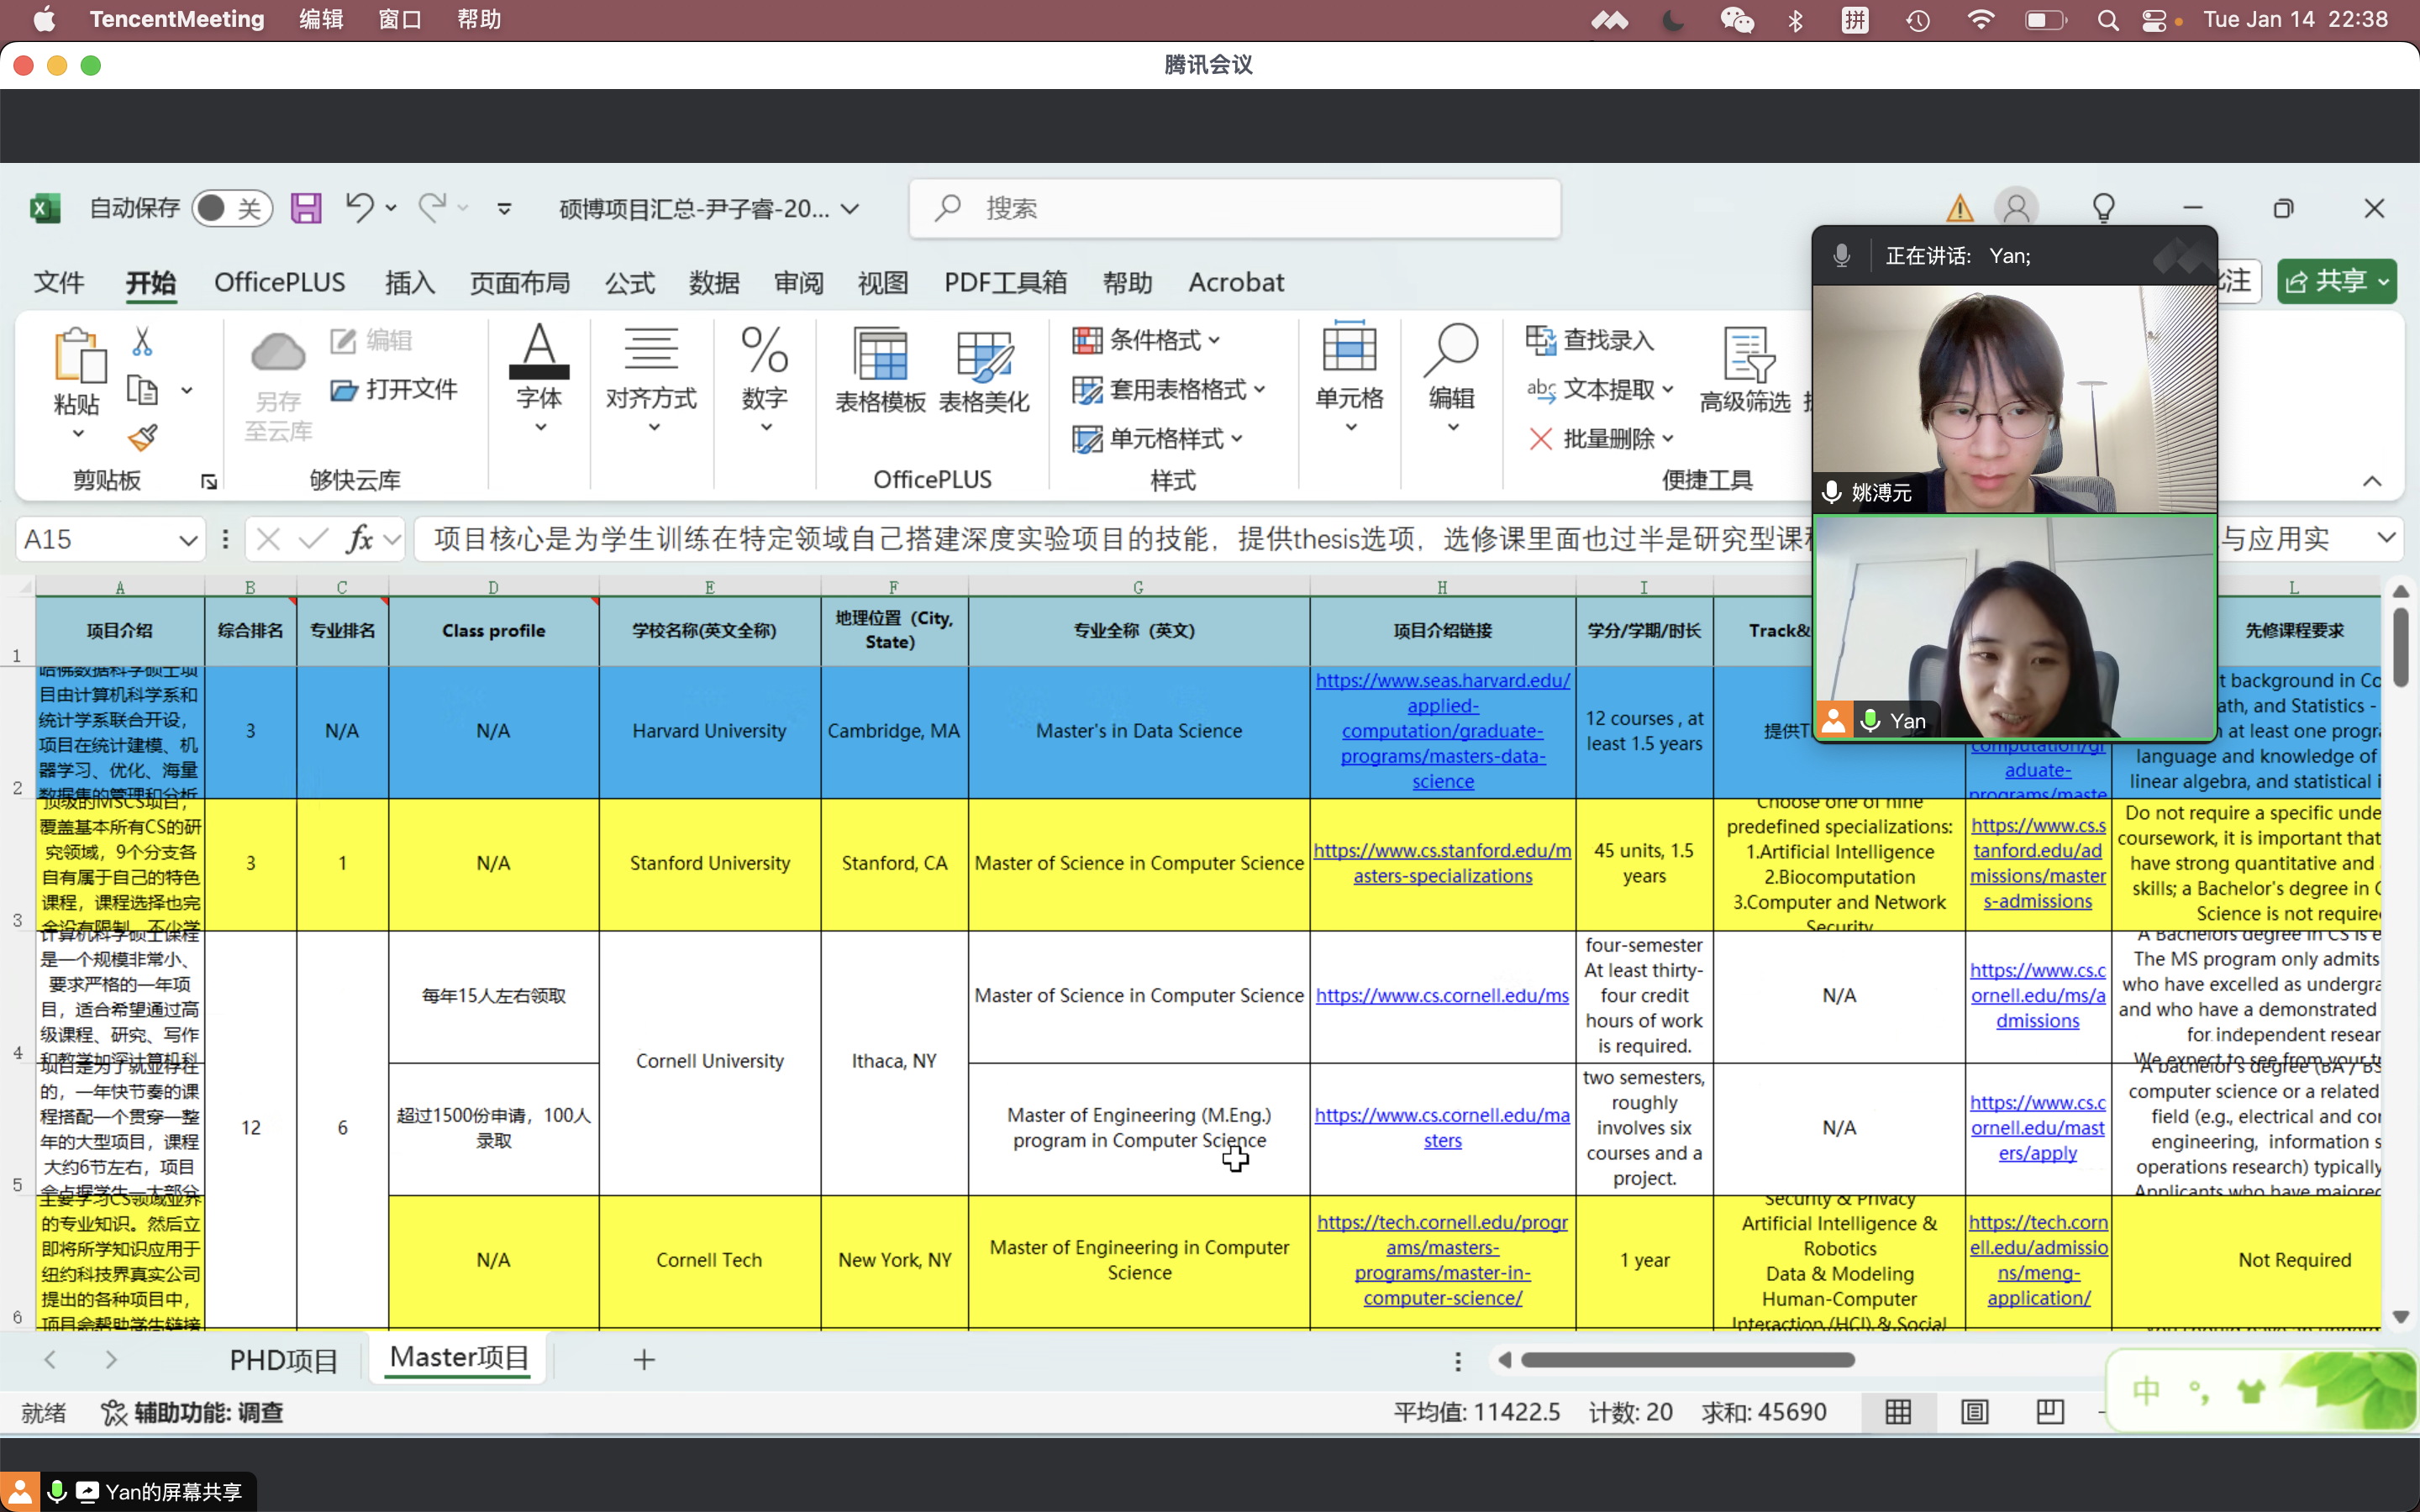 TencentMeeting 编辑 窗口 帮助
拼
Tue Jan 14 22:38
腾讯会议
自动保存 关
硕博项目汇总-尹子睿-20...
搜索
文件 开始 OfficePLUS 插入 页面布局 公式 数据 审阅 视图 PDF工具箱 帮助 Acrobat
批注
共享
粘贴
剪贴板
另存
至云库
编辑
打开文件
够快云库
字体
对齐方式
数字
表格模板 表格美化
OfficePLUS
条件格式
套用表格格式
单元格样式
样式
单元格
编辑
查找录入
文本提取
批量删除
高级筛选
便捷工具
正在讲话: Yan;
姚溥元
Yan
A15
fx
项目核心是为学生训练在特定领域自己搭建深度实验项目的技能，提供thesis选项，选修课里面也过半是研究型课程
与应用实
A B C D E F G H I L
1
项目介绍
综合排名
专业排名
Class profile
学校名称(英文全称)
地理位置（City,
State）
专业全称（英文)
项目介绍链接
学分/学期/时长
Track&
先修课程要求
2
哈佛数据科学硕士项
目由计算机科学系和
统计学系联合开设，
项目在统计建模、机
器学习、优化、海量
数据集的管理和分析
3
N/A
N/A
Harvard University
Cambridge, MA
Master's in Data Science
https://www.seas.harvard.edu/
applied-
computation/graduate-
programs/masters-data-
science
12 courses , at
least 1.5 years
提供T
computation/gr
aduate-
programs/maste
t background in Co
ath, and Statistics -
at least one progr
language and knowledge of
linear algebra, and statistical i
3
顶级的MSCS项目，
覆盖基本所有CS的研
究领域，9个分支各
自有属于自己的特色
课程，课程选择也完
全没有限制，不少学
3
1
N/A
Stanford University
Stanford, CA
Master of Science in Computer Science
https://www.cs.stanford.edu/m
asters-specializations
45 units, 1.5
years
Choose one of nine
predefined specializations:
1.Artificial Intelligence
2.Biocomputation
3.Computer and Network
Security
https://www.cs.s
tanford.edu/ad
missions/master
s-admissions
Do not require a specific unde
coursework, it is important that
have strong quantitative and
skills; a Bachelor's degree in C
Science is not require
4
计算机科学硕士课程
是一个规模非常小、
要求严格的一年项
目，适合希望通过高
级课程、研究、写作
和教学加深计算机科
每年15人左右领取
Cornell University
Ithaca, NY
Master of Science in Computer Science
https://www.cs.cornell.edu/ms
four-semester
At least thirty-
four credit
hours of work
is required.
N/A
https://www.cs.c
ornell.edu/ms/a
dmissions
A Bachelors degree in CS is e
The MS program only admits
who have excelled as undergra
and who have a demonstrated
for independent resear
We expect to see from your tr
5
项目是为了就业存在
的，一年快节奏的课
程搭配一个贯穿一整
年的大型项目，课程
大约6节左右，项目
会占据学生一大部分
12
6
超过1500份申请，100人
录取
Master of Engineering (M.Eng.)
program in Computer Science
https://www.cs.cornell.edu/ma
sters
two semesters,
roughly
involves six
courses and a
project.
N/A
https://www.cs.c
ornell.edu/mast
ers/apply
A bachelor's degree (BA / BS
computer science or a related
field (e.g., electrical and cor
engineering, information s
operations research) typically
Applicants who have majored
6
主要学习CS领域业界
的专业知识。然后立
即将所学知识应用于
纽约科技界真实公司
提出的各种项目中，
项目会帮助学生链接
N/A
Cornell Tech
New York, NY
Master of Engineering in Computer
Science
https://tech.cornell.edu/progr
ams/masters-
programs/master-in-
computer-science/
1 year
Security & Privacy
Artificial Intelligence &
Robotics
Data & Modeling
Human-Computer
Interaction (HCI) & Social
https://tech.corn
ell.edu/admissio
ns/meng-
application/
Not Required
PHD项目 Master项目
中
就绪 辅助功能: 调查
平均值: 11422.5 计数: 20 求和: 45690
Yan的屏幕共享